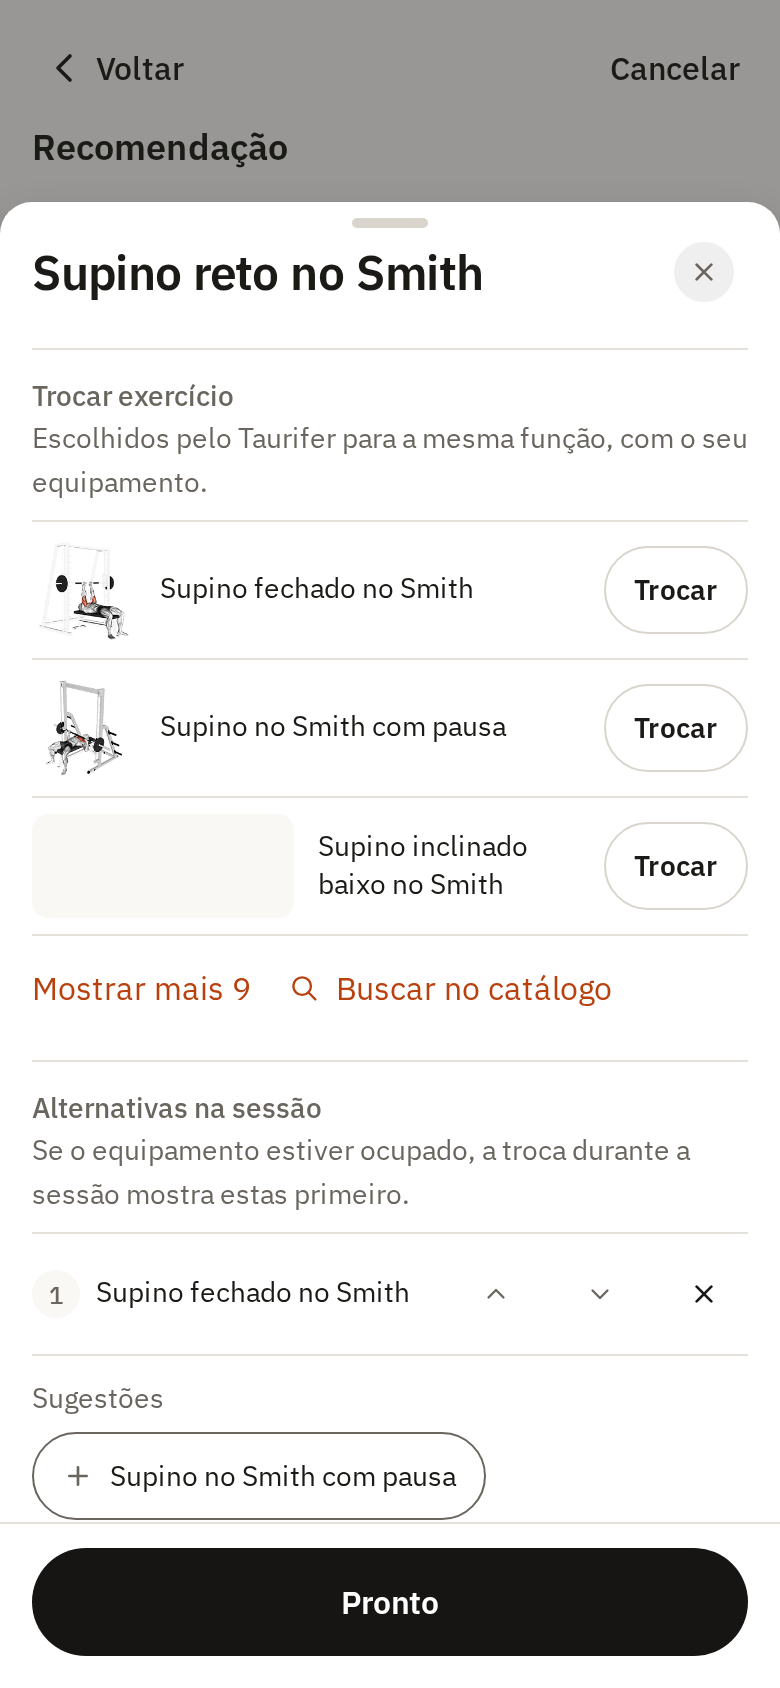 Voltar
Cancelar
Recomendação
Supino reto no Smith
Trocar exercício
Escolhidos pelo Taurifer para a mesma função, com o seu
equipamento.
Supino fechado no Smith
Trocar
Supino no Smith com pausa
Trocar
Supino inclinado
baixo no Smith
Trocar
Mostrar mais 9
Buscar no catálogo
Alternativas na sessão
Se o equipamento estiver ocupado, a troca durante a
sessão mostra estas primeiro.
1 Supino fechado no Smith
Sugestões
Supino no Smith com pausa
Pronto